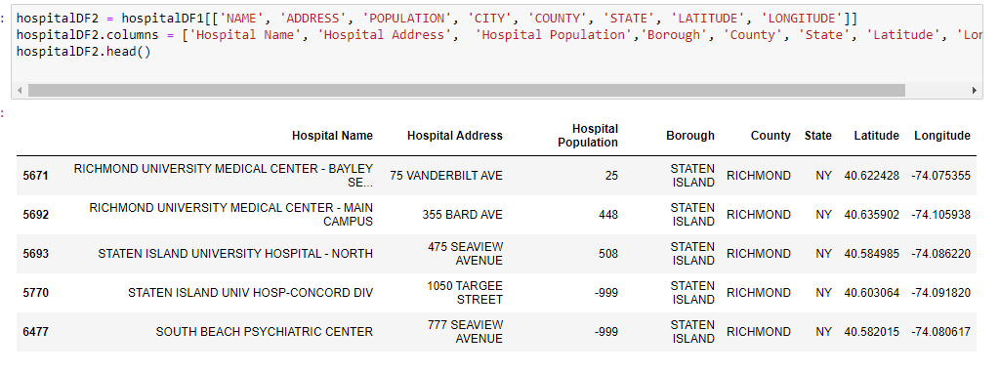 : hospitalDF2 = hospitalDF1[['NAME', 'ADDRESS', 'POPULATION', 'CITY', 'COUNTY', 'STATE', 'LATITUDE', 'LONGITUDE']]
hospitalDF2.columns = ['Hospital Name', 'Hospital Address',  'Hospital Population','Borough', 'County', 'State', 'Latitude', 'Lon
hospitalDF2.head()
:
Hospital Name Hospital Address Hospital Population Borough County State Latitude Longitude
5671 RICHMOND UNIVERSITY MEDICAL CENTER - BAYLEY SE... 75 VANDERBILT AVE 25 STATEN ISLAND RICHMOND NY 40.622428 -74.075355
5692 RICHMOND UNIVERSITY MEDICAL CENTER - MAIN CAMPUS 355 BARD AVE 448 STATEN ISLAND RICHMOND NY 40.635902 -74.105938
5693 STATEN ISLAND UNIVERSITY HOSPITAL - NORTH 475 SEAVIEW AVENUE 508 STATEN ISLAND RICHMOND NY 40.584985 -74.086220
5770 STATEN ISLAND UNIV HOSP-CONCORD DIV 1050 TARGEE STREET -999 STATEN ISLAND RICHMOND NY 40.603064 -74.091820
6477 SOUTH BEACH PSYCHIATRIC CENTER 777 SEAVIEW AVENUE -999 STATEN ISLAND RICHMOND NY 40.582015 -74.080617